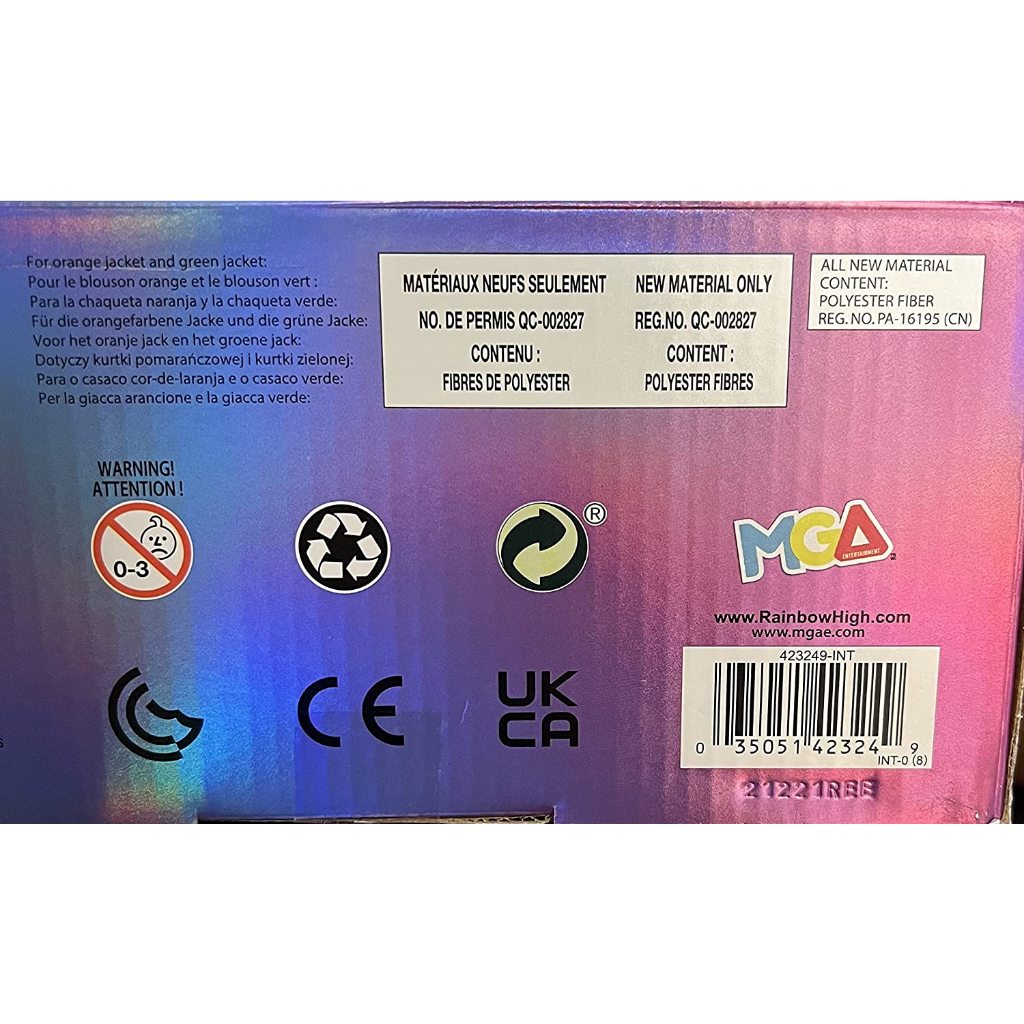 For orange jacket and green jacket:
Pour le blouson orange et le blouson vert :
Para la chaqueta naranja y la chaqueta verde:
Für die orangefarbene Jacke und die grüne Jacke:
Voor het oranje jack en het groene jack:
Dotyczy kurtki pomarańczowej i kurtki zielonej:
Para o casaco cor-de-laranja e o casaco verde:
Per la giacca arancione e la giacca verde:
MATÉRIAUX NEUFS SEULEMENT
NO. DE PERMIS QC-002827
CONTENU :
FIBRES DE POLYESTER
NEW MATERIAL ONLY
REG.NO. QC-002827
CONTENT :
POLYESTER FIBRES
ALL NEW MATERIAL
CONTENT:
POLYESTER FIBER
REG. NO. PA-16195 (CN)
WARNING!
ATTENTION !
0-3
®
MGA
ENTERTAINMENT
www.RainbowHigh.com
www.mgae.com
CE
UK
CA
423249-INT
0 35051 42324 9
INT-0 (8)
21221REE